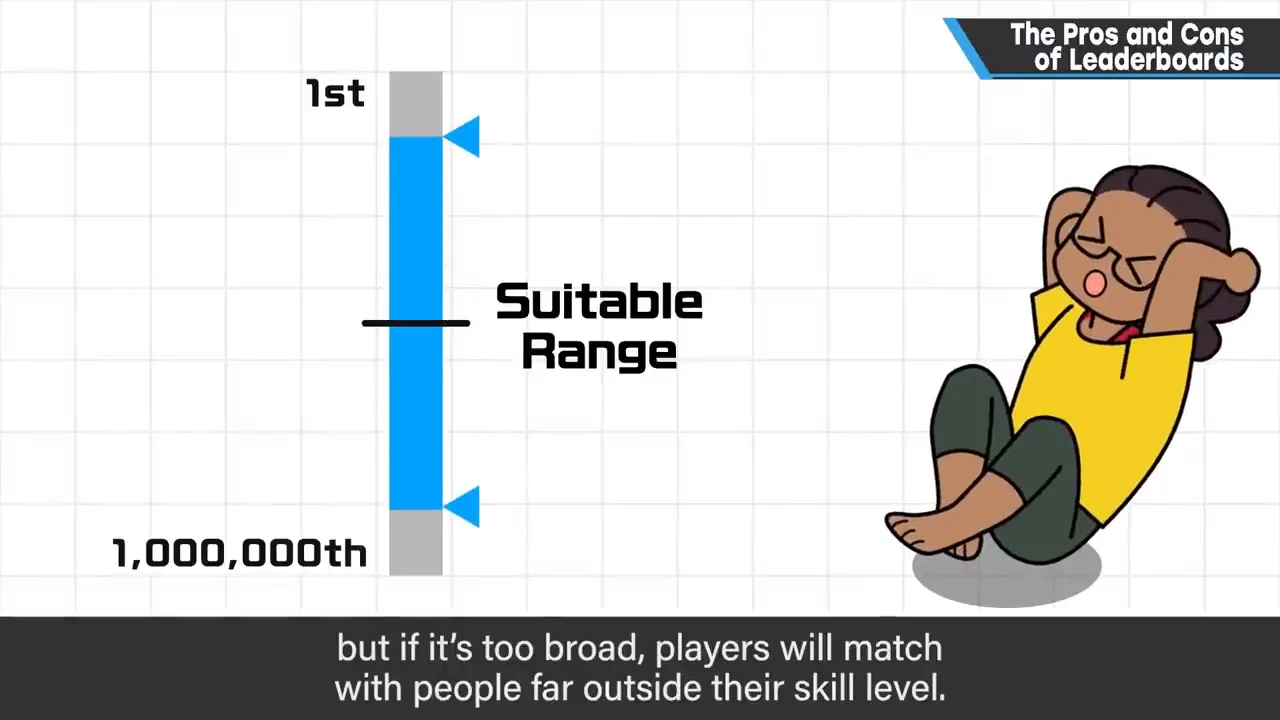 The Pros and Cons
of Leaderboards
1st
Suitable
Range
1,000,000th
but if it's too broad, players will match
with people far outside their skill level.